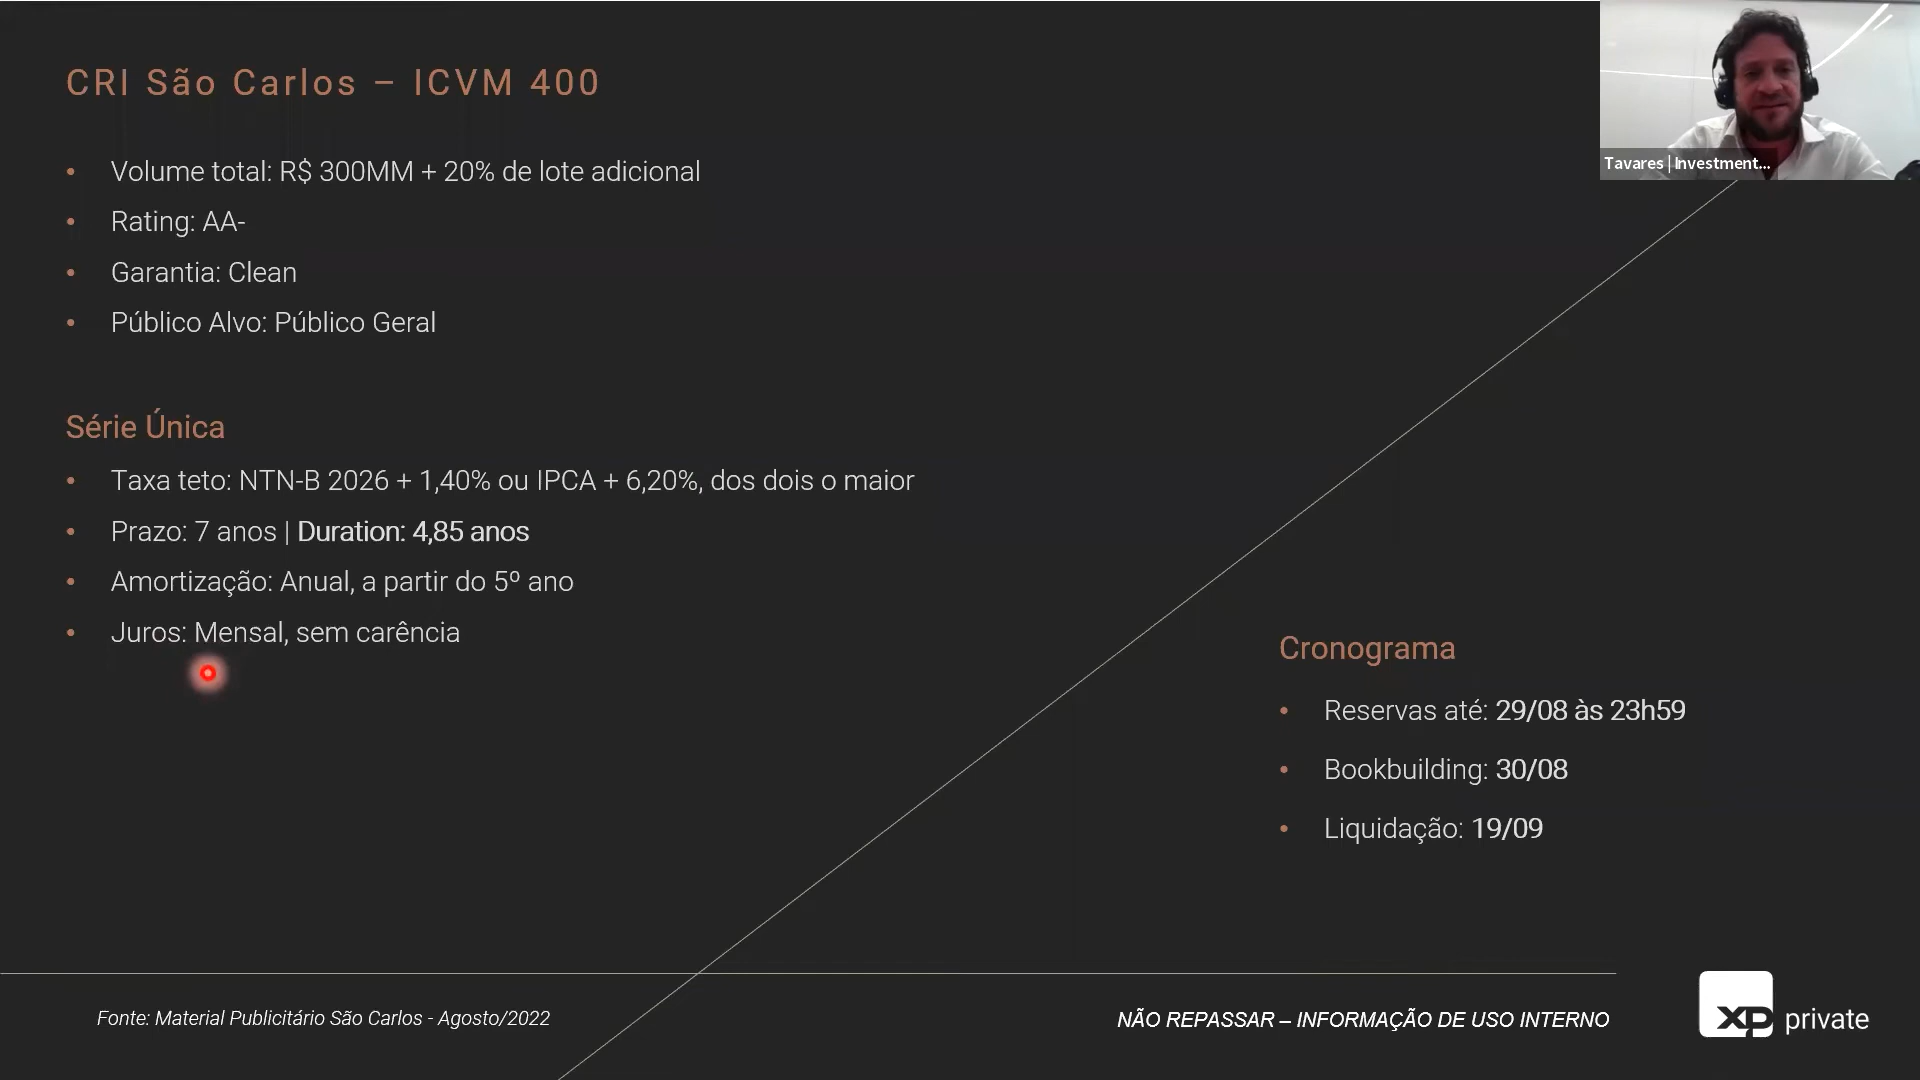 CRI São Carlos – ICVM 400
• Volume total: R$ 300MM + 20% de lote adicional
• Rating: AA-
• Garantia: Clean
• Público Alvo: Público Geral
Série Única
• Taxa teto: NTN-B 2026 + 1,40% ou IPCA + 6,20%, dos dois o maior
• Prazo: 7 anos | Duration: 4,85 anos
• Amortização: Anual, a partir do 5º ano
• Juros: Mensal, sem carência
Tavares | Investment...
Cronograma
• Reservas até: 29/08 às 23h59
• Bookbuilding: 30/08
• Liquidação: 19/09
Fonte: Material Publicitário São Carlos - Agosto/2022
NÃO REPASSAR – INFORMAÇÃO DE USO INTERNO
xp private